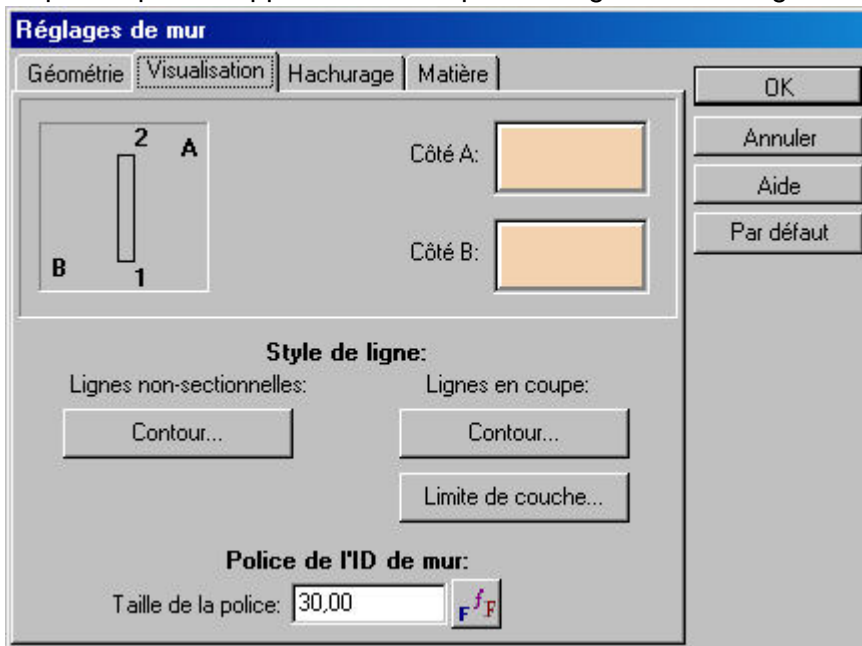 Réglages de mur
Géométrie Visualisation Hachurage Matière
OK
Annuler
Aide
Par défaut
2 A
B 1
Côté A:
Côté B:
Style de ligne:
Lignes non-sectionnelles: Lignes en coupe:
Contour... Contour...
Limite de couche...
Police de l'ID de mur:
Taille de la police: 30,00 F f F